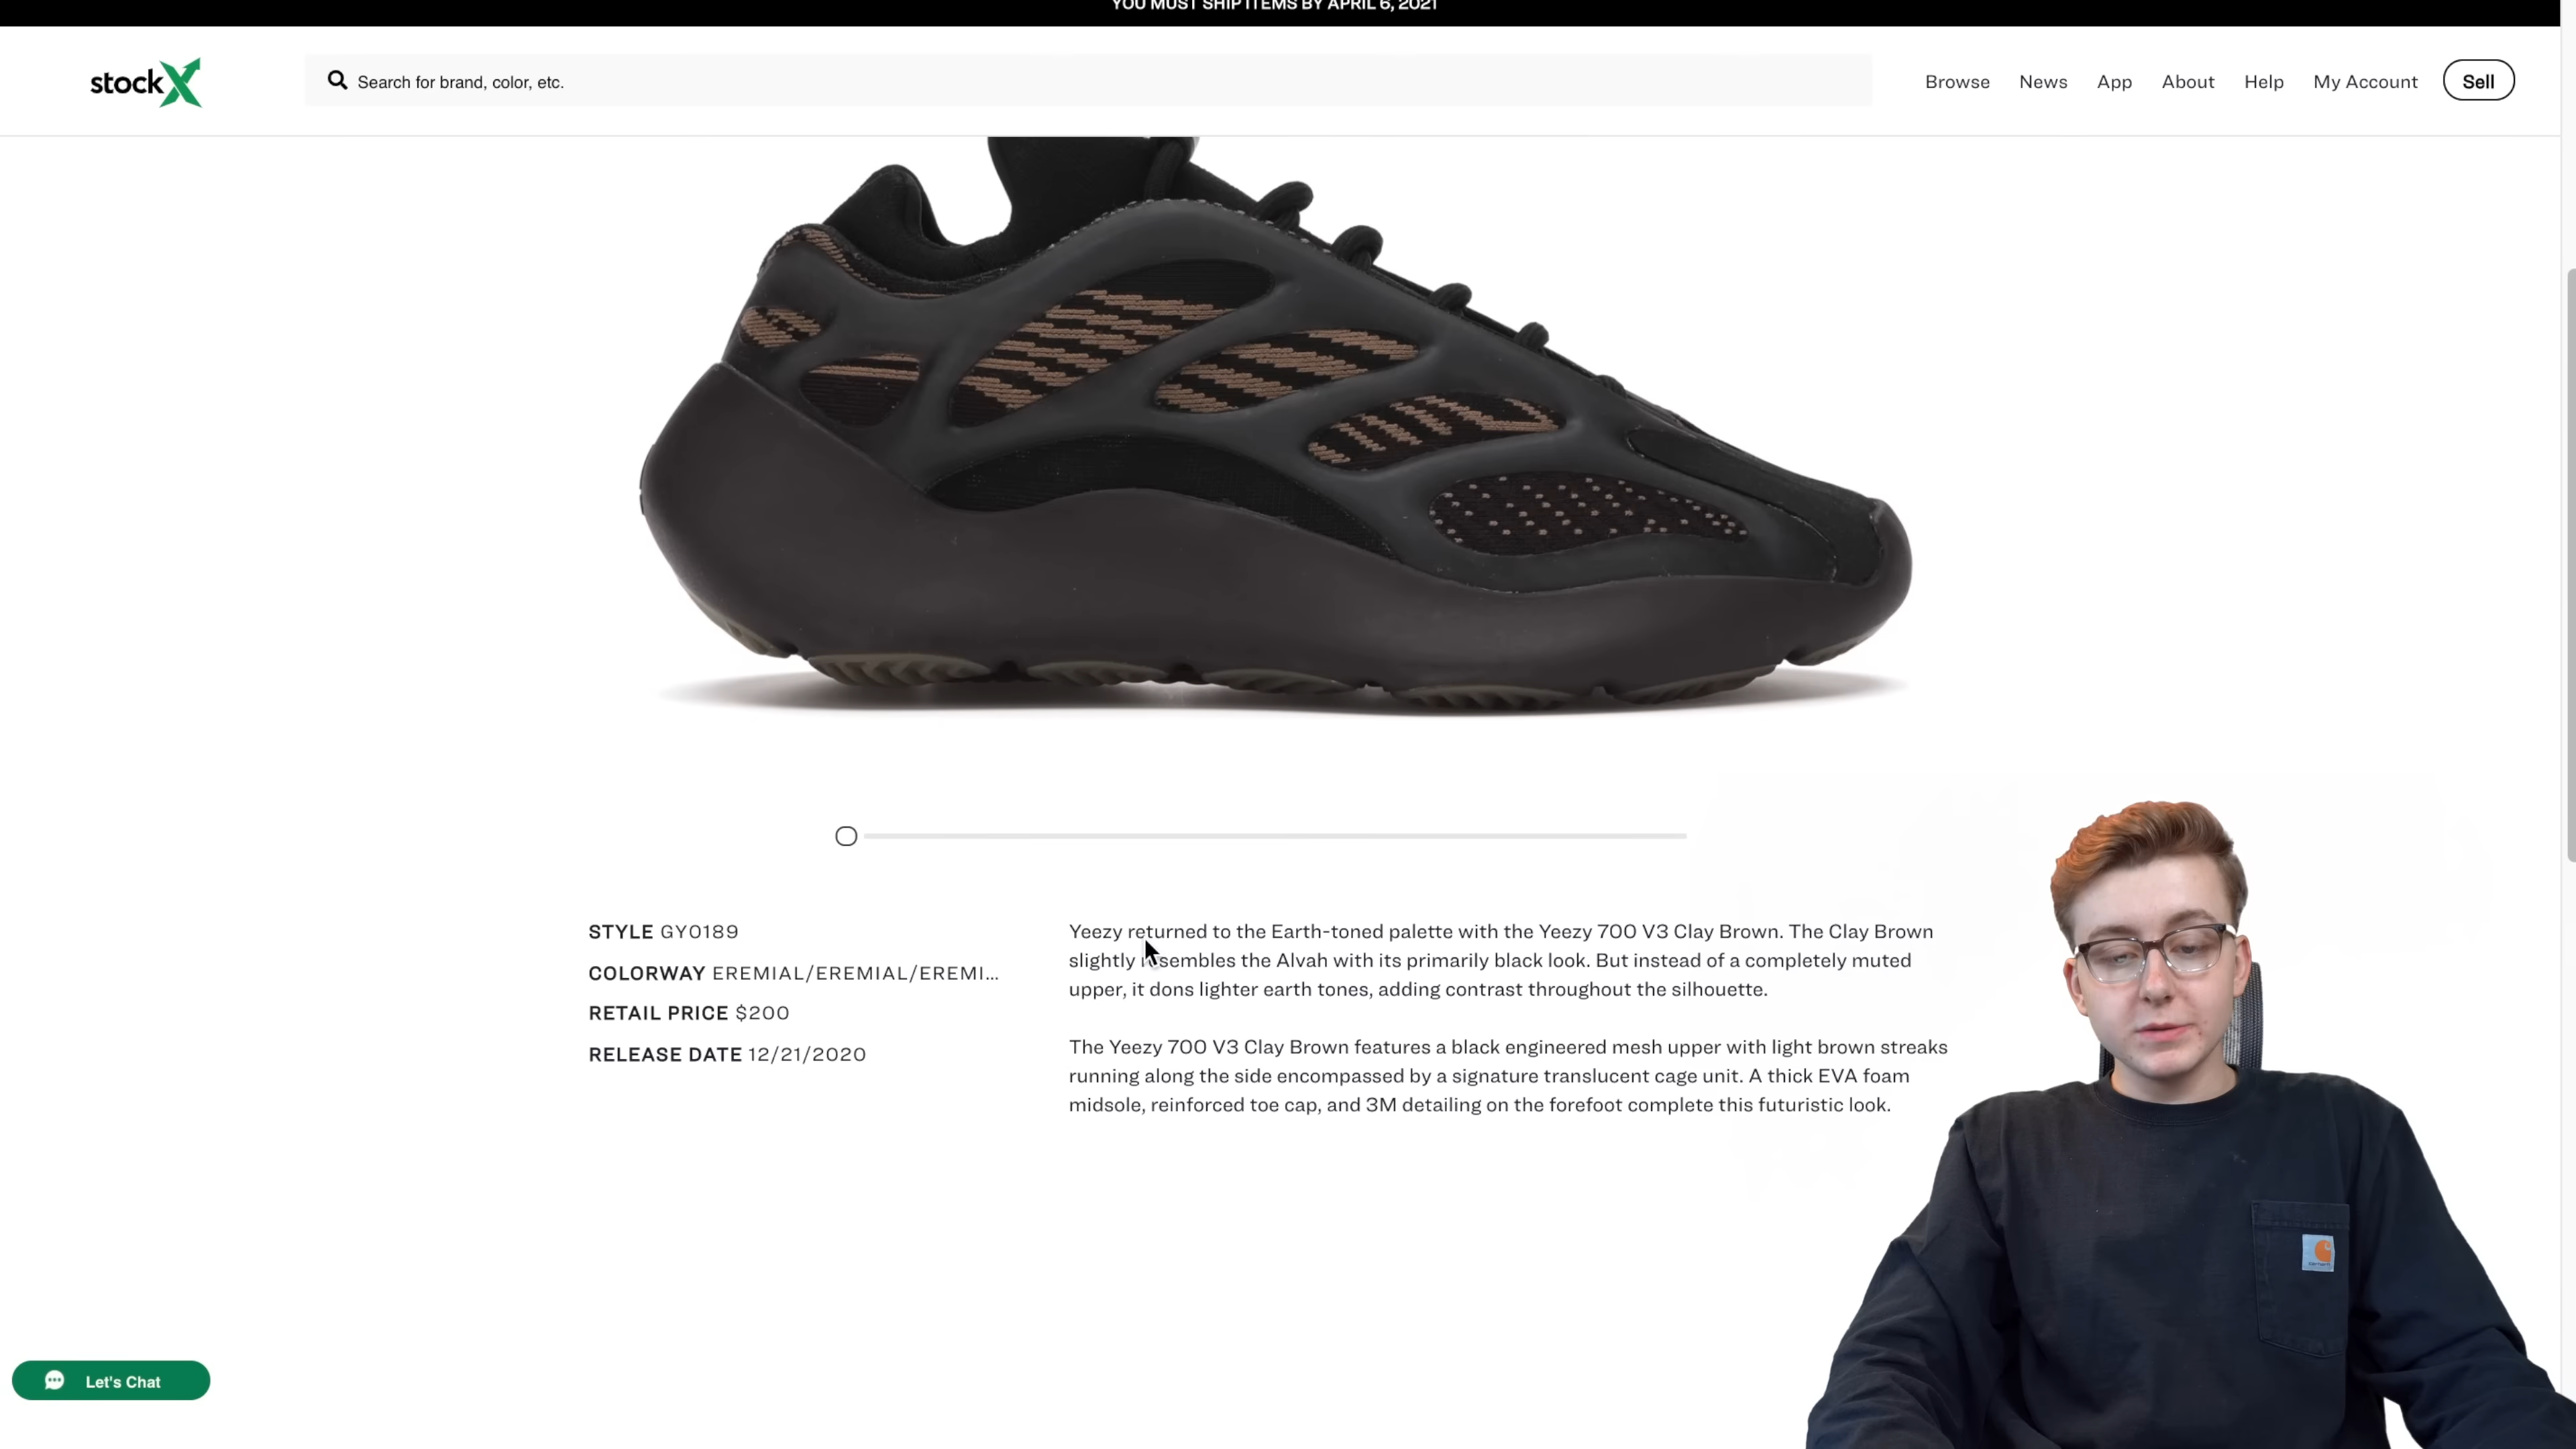 YOU MUST SHIP ITEMS BY APRIL 6, 2021
stockX
Search for brand, color, etc.
Browse News App About Help My Account Sell
STYLE GY0189
COLORWAY EREMIAL/EREMIAL/EREMI...
RETAIL PRICE $200
RELEASE DATE 12/21/2020
Yeezy returned to the Earth-toned palette with the Yeezy 700 V3 Clay Brown. The Clay Brown
slightly resembles the Alvah with its primarily black look. But instead of a completely muted
upper, it dons lighter earth tones, adding contrast throughout the silhouette.
The Yeezy 700 V3 Clay Brown features a black engineered mesh upper with light brown streaks
running along the side encompassed by a signature translucent cage unit. A thick EVA foam
midsole, reinforced toe cap, and 3M detailing on the forefoot complete this futuristic look.
Let's Chat